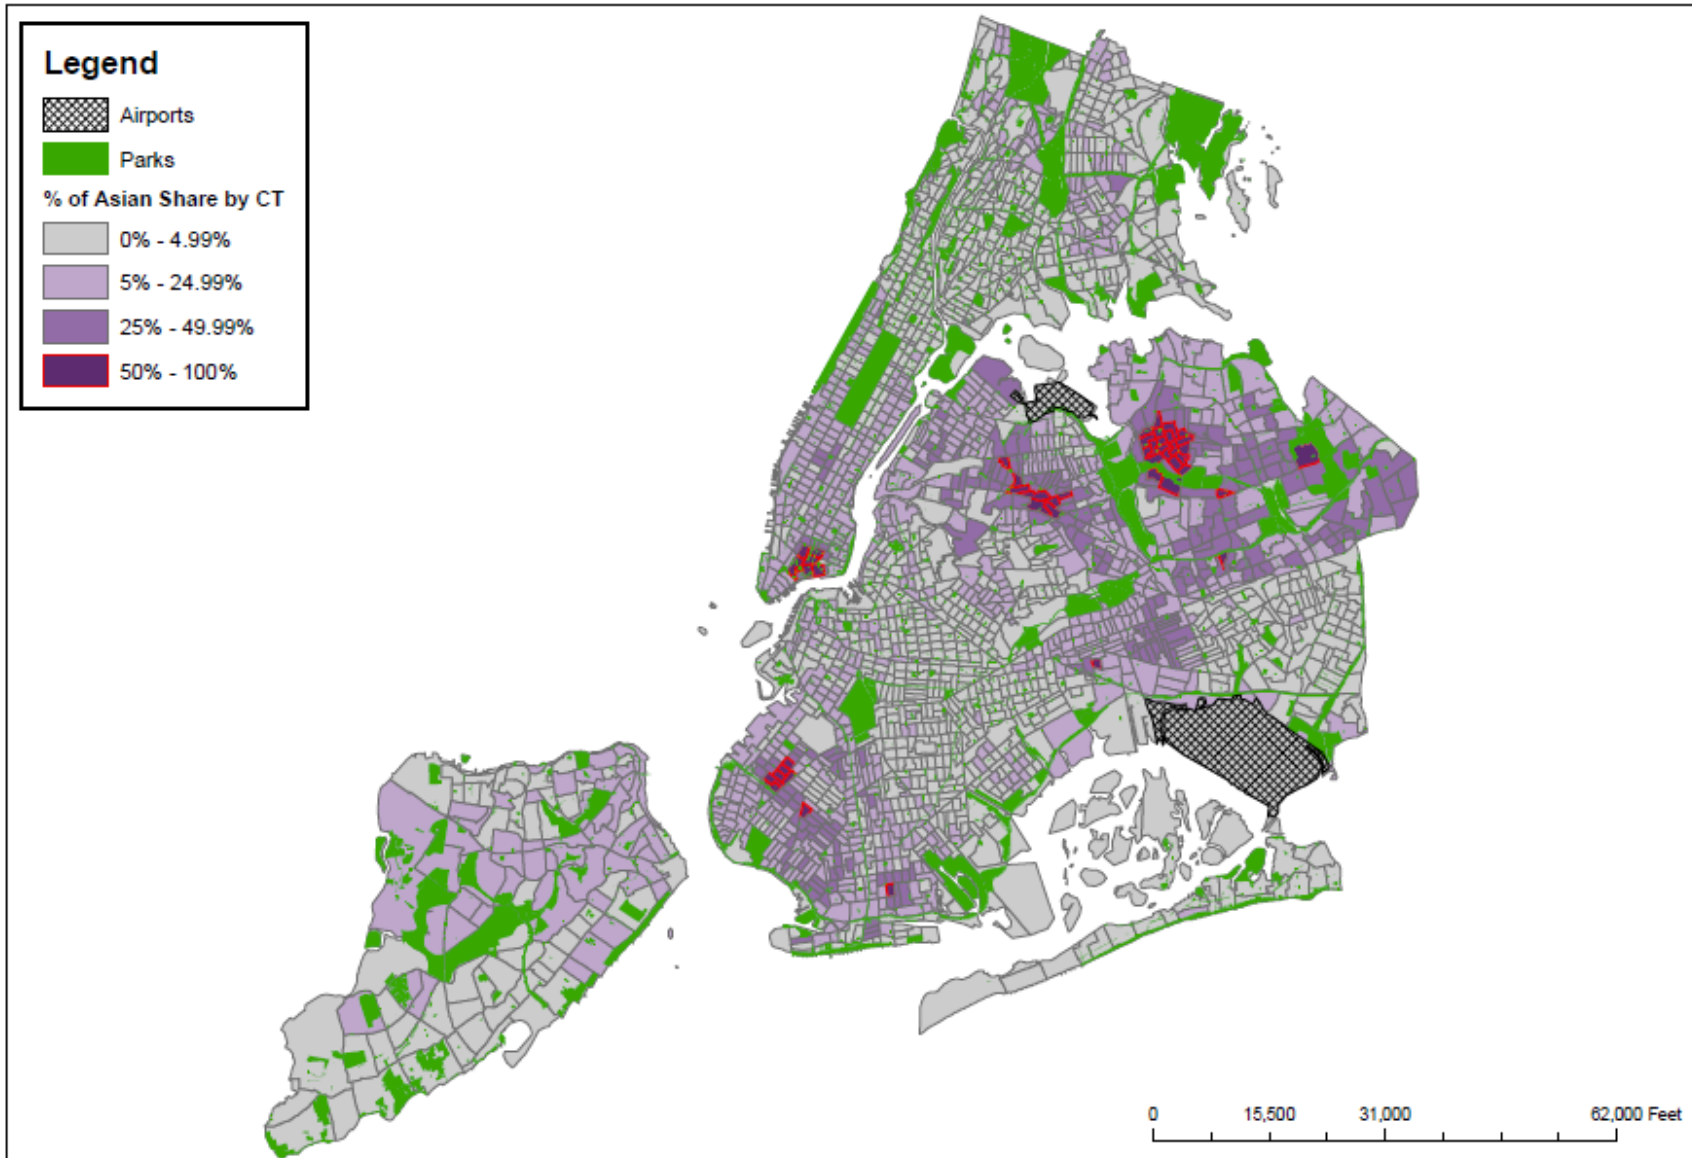 Legend
Airports
Parks
% of Asian Share by CT
0% - 4.99%
5% - 24.99%
25% - 49.99%
50% - 100%
0 15,500 31,000 62,000 Feet